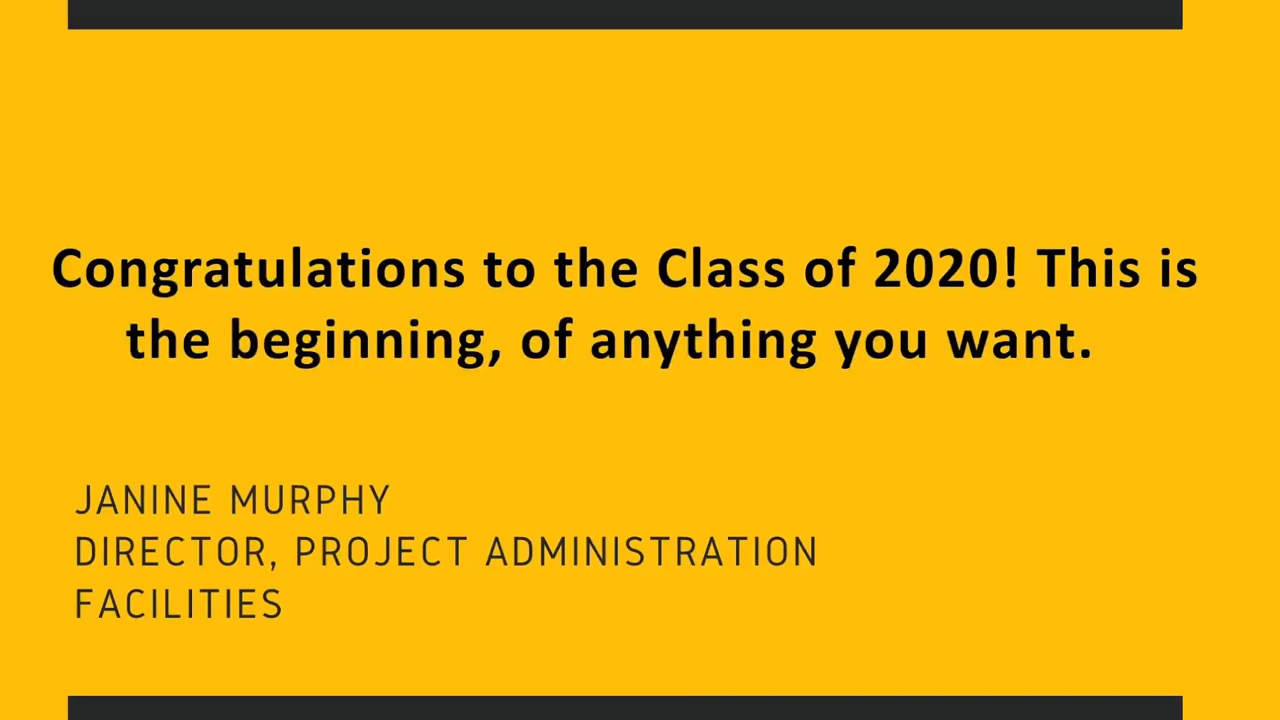 Congratulations to the Class of 2020! This is
the beginning, of anything you want.
JANINE MURPHY
DIRECTOR, PROJECT ADMINISTRATION
FACILITIES